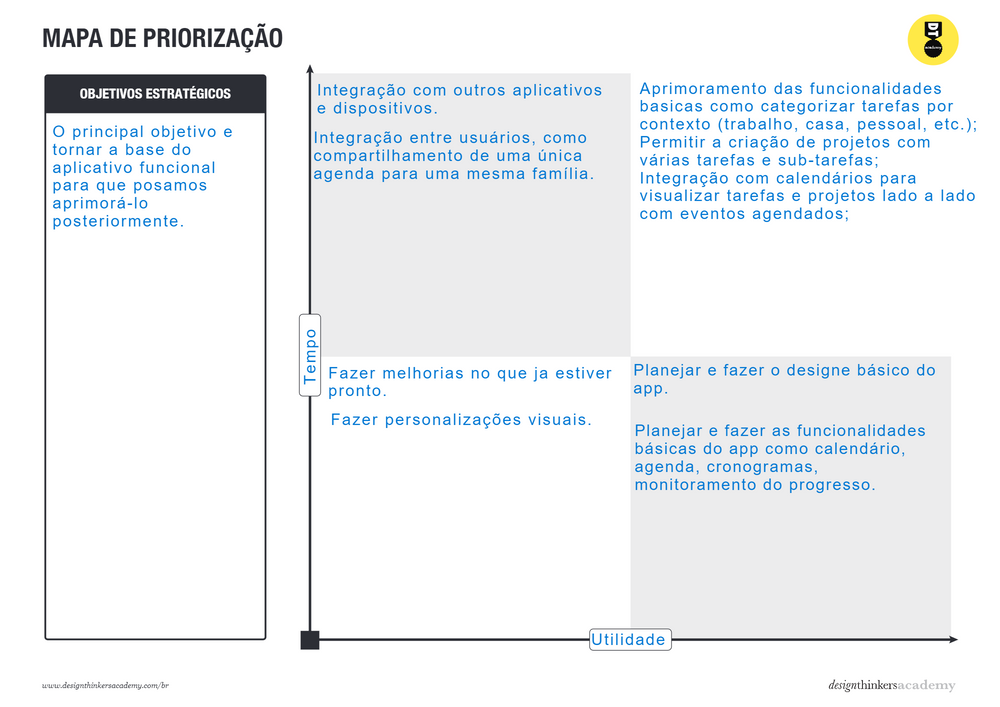 MAPA DE PRIORIZAÇÃO
DT
academy
OBJETIVOS ESTRATÉGICOS
O principal objetivo e
tornar a base do
aplicativo funcional
para que posamos
aprimorá-lo
posteriormente.
Tempo
Integração com outros aplicativos
e dispositivos.
Integração entre usuários, como
compartilhamento de uma única
agenda para uma mesma família.
Aprimoramento das funcionalidades
basicas como categorizar tarefas por
contexto (trabalho, casa, pessoal, etc.);
Permitir a criação de projetos com
várias tarefas e sub-tarefas;
Integração com calendários para
visualizar tarefas e projetos lado a lado
com eventos agendados;
Fazer melhorias no que ja estiver
pronto.
Fazer personalizações visuais.
Planejar e fazer o designe básico do
app.
Planejar e fazer as funcionalidades
básicas do app como calendário,
agenda, cronogramas,
monitoramento do progresso.
Utilidade
www.designthinkersacademy.com/br
designthinkersacademy